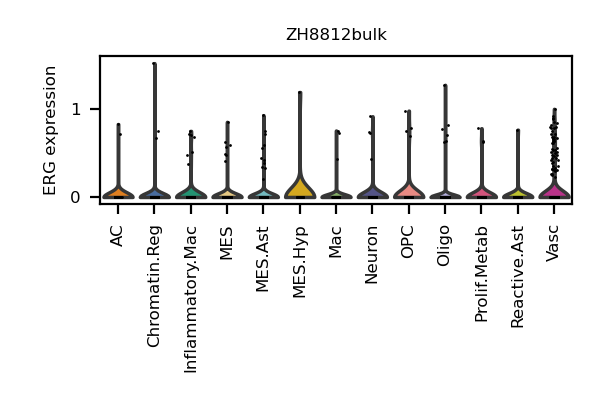 ZH8812bulk
ERG expression
1
0
AC
Chromatin.Reg
Inflammatory.Mac
MES
MES.Ast
MES.Hyp
Mac
Neuron
OPC
Oligo
Prolif.Metab
Reactive.Ast
Vasc